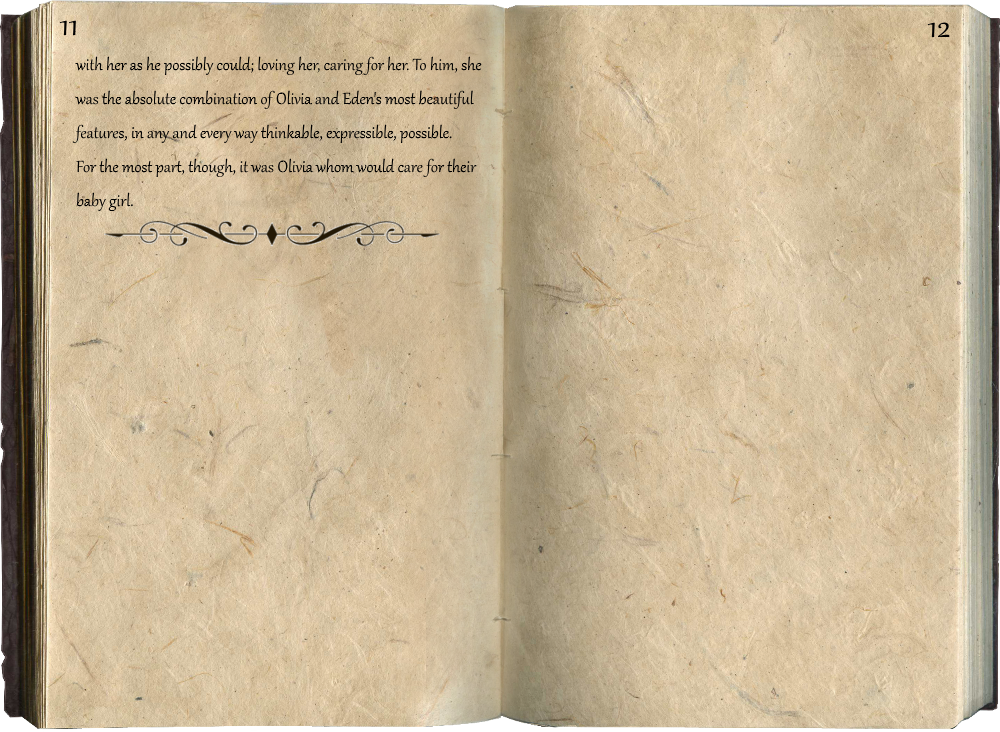 11
with her as he possibly could; loving her, caring for her. To him, she
was the absolute combination of Olivia and Eden's most beautiful
features, in any and every way thinkable, expressible, possible.
For the most part, though, it was Olivia whom would care for their
baby girl.
12